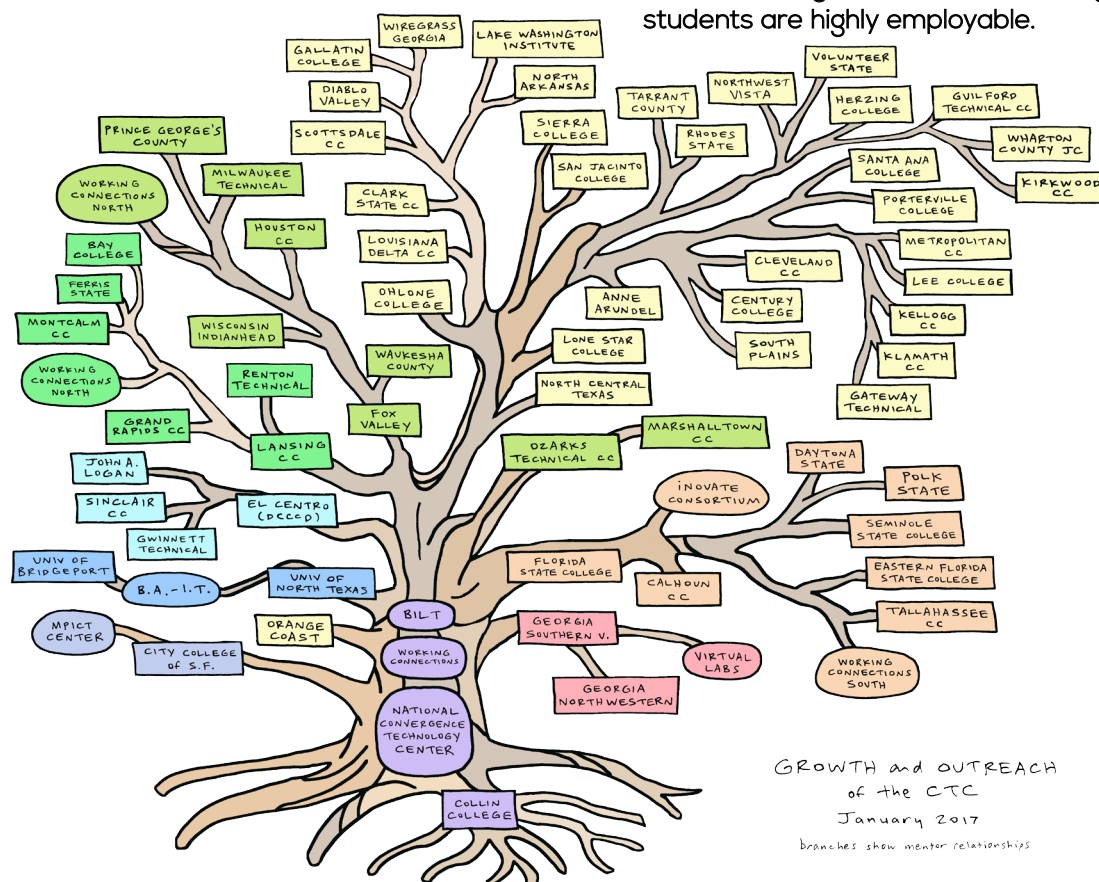 students are highly employable.
WIREGRASS
GEORGIA
LAKE WASHINGTON
INSTITUTE
GALLATIN
COLLEGE
VOLUNTEER
STATE
DIABLO
VALLEY
NORTH
ARKANSAS
TARRANT
COUNTY
NORTHWEST
VISTA
HERZING
COLLEGE
GUILFORD
TECHNICAL CC
PRINCE GEORGE'S
COUNTY
SCOTTSDALE
CC
SIERRA
COLLEGE
RHODES
STATE
WHARTON
COUNTY JC
WORKING
CONNECTIONS
NORTH
MILWAUKEE
TECHNICAL
SAN JACINTO
COLLEGE
SANTA ANA
COLLEGE
KIRKWOOD
CC
CLARK
STATE CC
PORTERVILLE
COLLEGE
HOUSTON
CC
BAY
COLLEGE
LOUISIANA
DELTA CC
METROPOLITAN
CC
CLEVELAND
CC
FERRIS
STATE
OHLONE
COLLEGE
ANNE
ARUNDEL
CENTURY
COLLEGE
LEE COLLEGE
MONTCALM
CC
WISCONSIN
INDIANHEAD
KELLOGG
CC
LONE STAR
COLLEGE
SOUTH
PLAINS
KLAMATH
CC
WAUKESHA
COUNTY
WORKING
CONNECTIONS
NORTH
RENTON
TECHNICAL
NORTH CENTRAL
TEXAS
GATEWAY
TECHNICAL
FOX
VALLEY
GRAND
RAPIDS CC
LANSING
CC
OZARKS
TECHNICAL CC
MARSHALLTOWN
CC
JOHN A.
LOGAN
DAYTONA
STATE
SINCLAIR
CC
EL CENTRO
(DCCCD)
iNOVATE
CONSORTIUM
POLK
STATE
GWINNETT
TECHNICAL
SEMINOLE
STATE COLLEGE
UNIV OF
BRIDGEPORT
B.A.-I.T.
UNIV OF
NORTH TEXAS
FLORIDA
STATE COLLEGE
CALHOUN
CC
EASTERN FLORIDA
STATE COLLEGE
BILT
TALLAHASSEE
CC
MPICT
CENTER
ORANGE
COAST
GEORGIA
SOUTHERN V.
CITY COLLEGE
of S.F.
WORKING
CONNECTIONS
VIRTUAL
LABS
WORKING
CONNECTIONS
SOUTH
GEORGIA
NORTHWESTERN
NATIONAL
CONVERGENCE
TECHNOLOGY
CENTER
COLLIN
COLLEGE
GROWTH and OUTREACH
of the CTC
January 2017
branches show mentor relationships